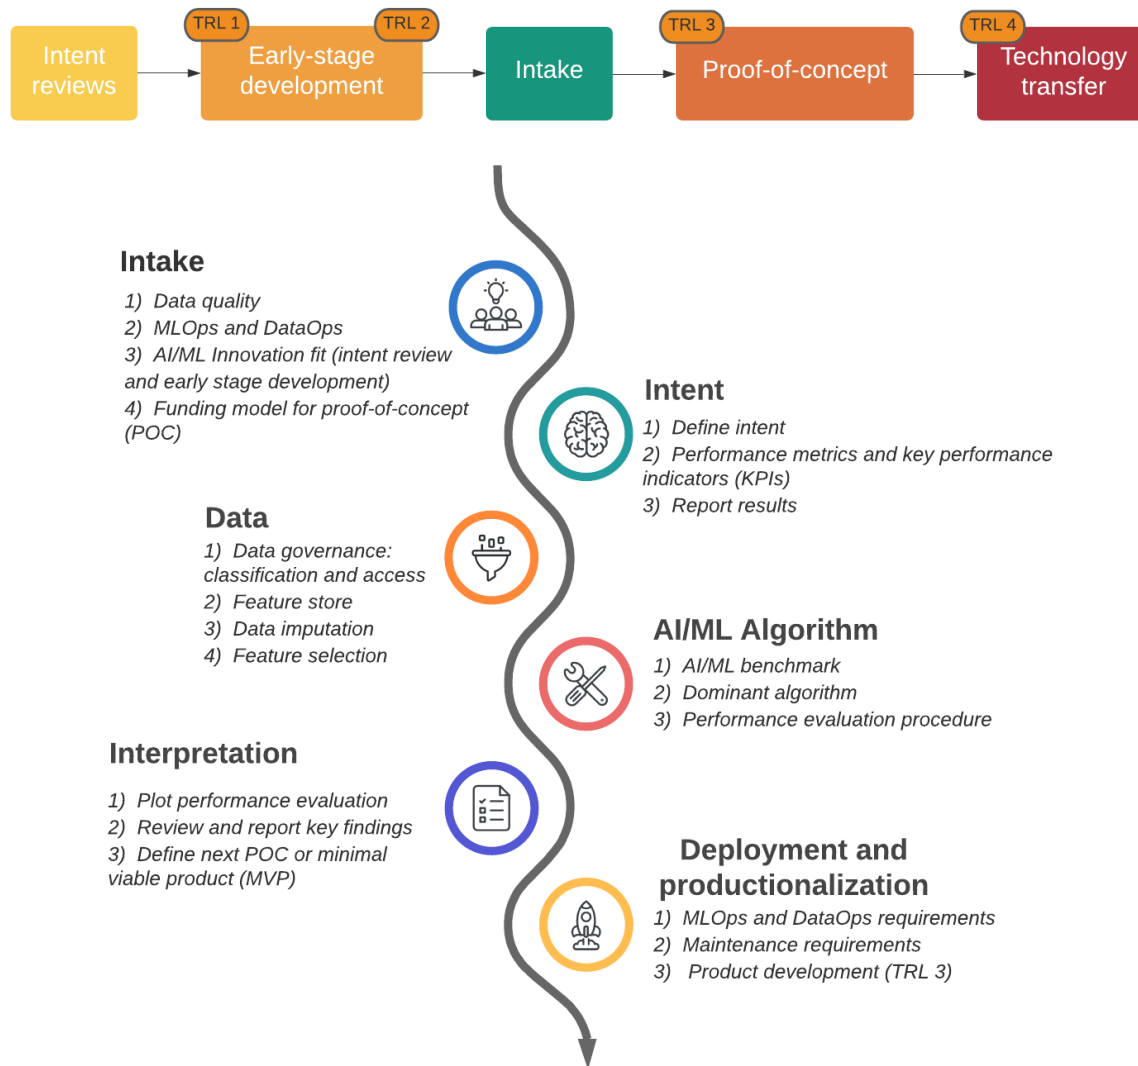 TRL 1
TRL 2
TRL 3
TRL 4
Intent
reviews
Early-stage
development
Intake
Proof-of-concept
Technology
transfer
Intake
1) Data quality
2) MLOps and DataOps
3) AI/ML Innovation fit (intent review
and early stage development)
4) Funding model for proof-of-concept
(POC)
Intent
1) Define intent
2) Performance metrics and key performance
indicators (KPIs)
3) Report results
Data
1) Data governance:
classification and access
2) Feature store
3) Data imputation
4) Feature selection
AI/ML Algorithm
1) AI/ML benchmark
2) Dominant algorithm
3) Performance evaluation procedure
Interpretation
1) Plot performance evaluation
2) Review and report key findings
3) Define next POC or minimal
viable product (MVP)
Deployment and
productionalization
1) MLOps and DataOps requirements
2) Maintenance requirements
3) Product development (TRL 3)